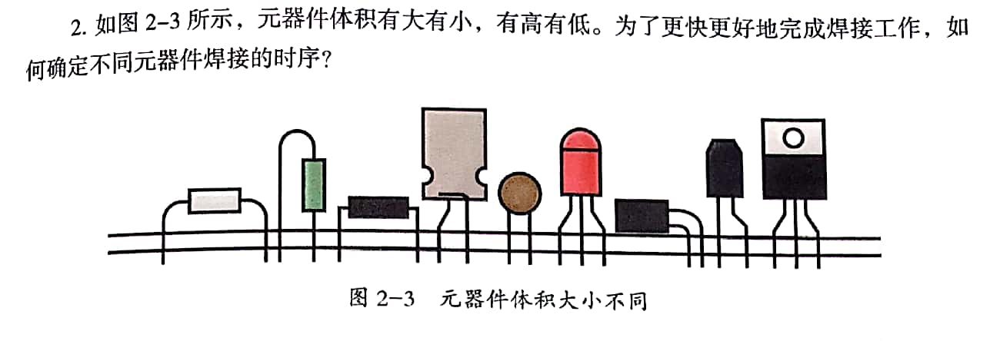 2. 如图 2-3 所示，元器件体积有大有小，有高有低。为了更快更好地完成焊接工作，如
何确定不同元器件焊接的时序？
图 2-3 元器件体积大小不同